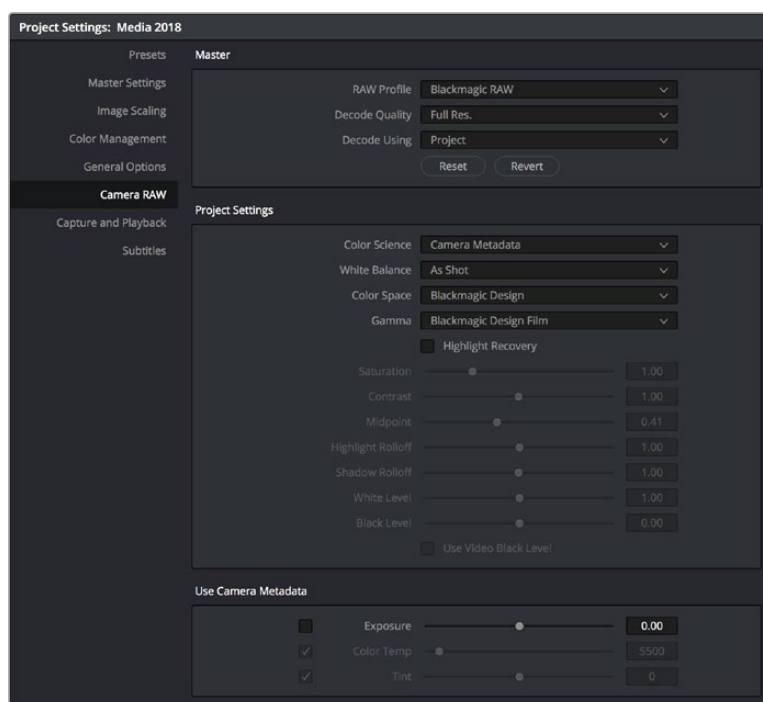 Project Settings: Media 2018
Presets
Master Settings
Image Scaling
Color Management
General Options
Camera RAW
Capture and Playback
Subtitles
Master
RAW Profile Blackmagic RAW
Decode Quality Full Res.
Decode Using Project
Reset Revert
Project Settings
Color Science Camera Metadata
White Balance As Shot
Color Space Blackmagic Design
Gamma Blackmagic Design Film
Highlight Recovery
Saturation 1.00
Contrast 1.00
Midpoint 0.41
Highlight Rolloff 1.00
Shadow Rolloff 1.00
White Level 1.00
Black Level 0.00
Use Video Black Level
Use Camera Metadata
Exposure 0.00
Color Temp 5500
Tint 0